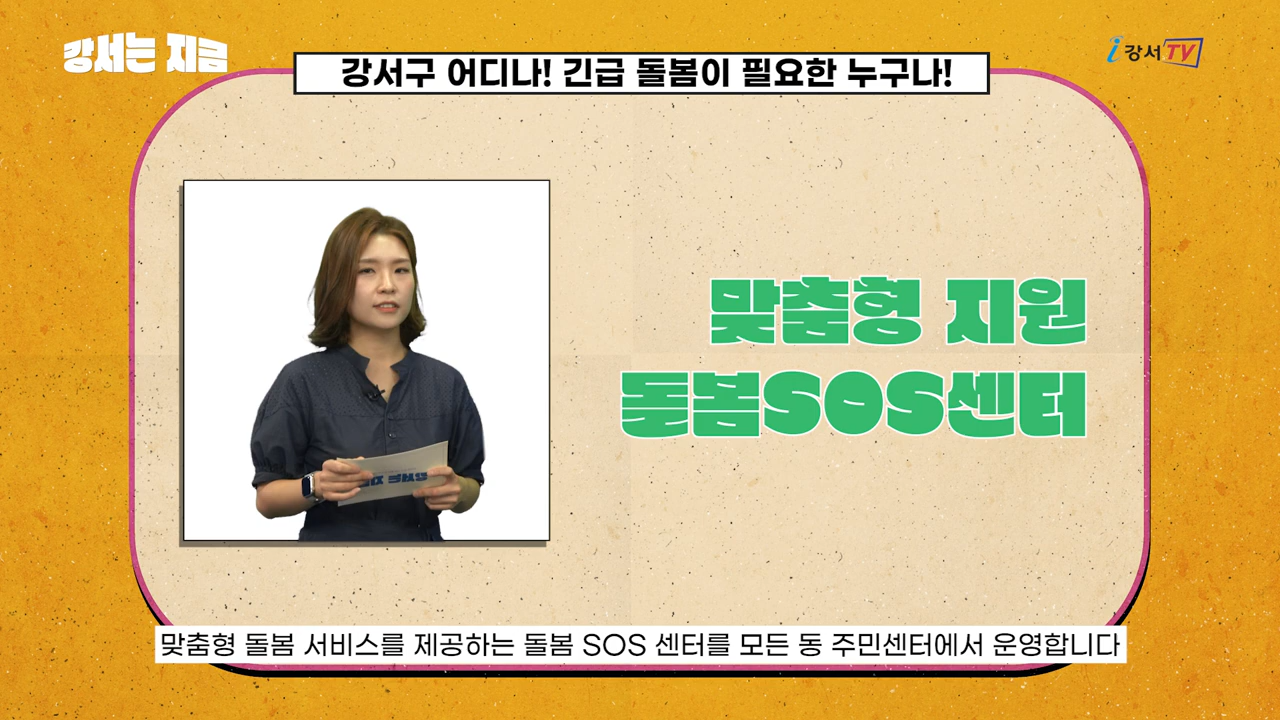 강서는 지금
i강서TV
강서구 어디나! 긴급 돌봄이 필요한 누구나!
맞춤형 지원
돌봄SOS센터
맞춤형 돌봄 서비스를 제공하는 돌봄 SOS 센터를 모든 동 주민센터에서 운영합니다